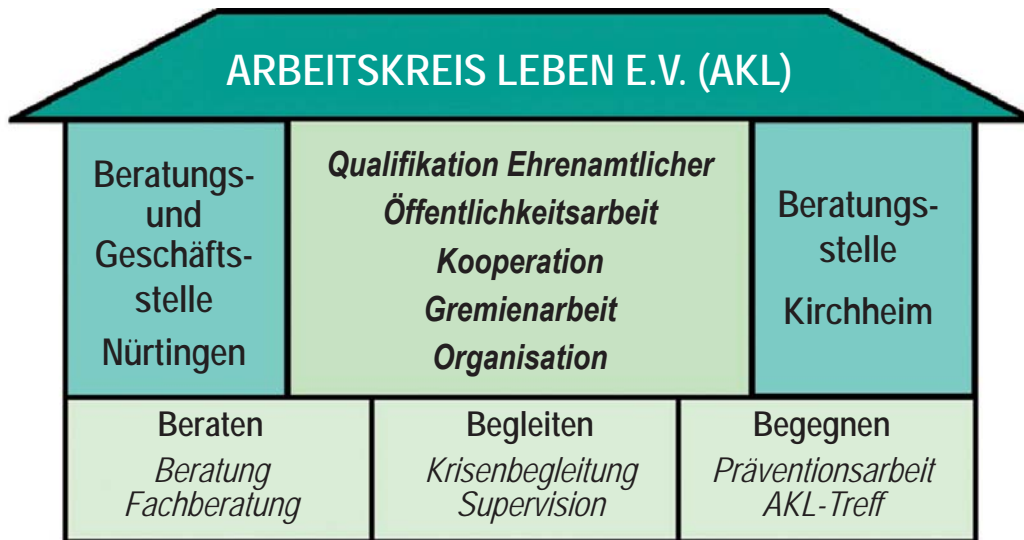 ARBEITSKREIS LEBEN E.V. (AKL)
Beratungs-
und
Geschäfts-
stelle
Nürtingen
Qualifikation Ehrenamtlicher
Öffentlichkeitsarbeit
Kooperation
Gremienarbeit
Organisation
Beratungs-
stelle
Kirchheim
Beraten
Beratung
Fachberatung
Begleiten
Krisenbegleitung
Supervision
Begegnen
Präventionsarbeit
AKL-Treff